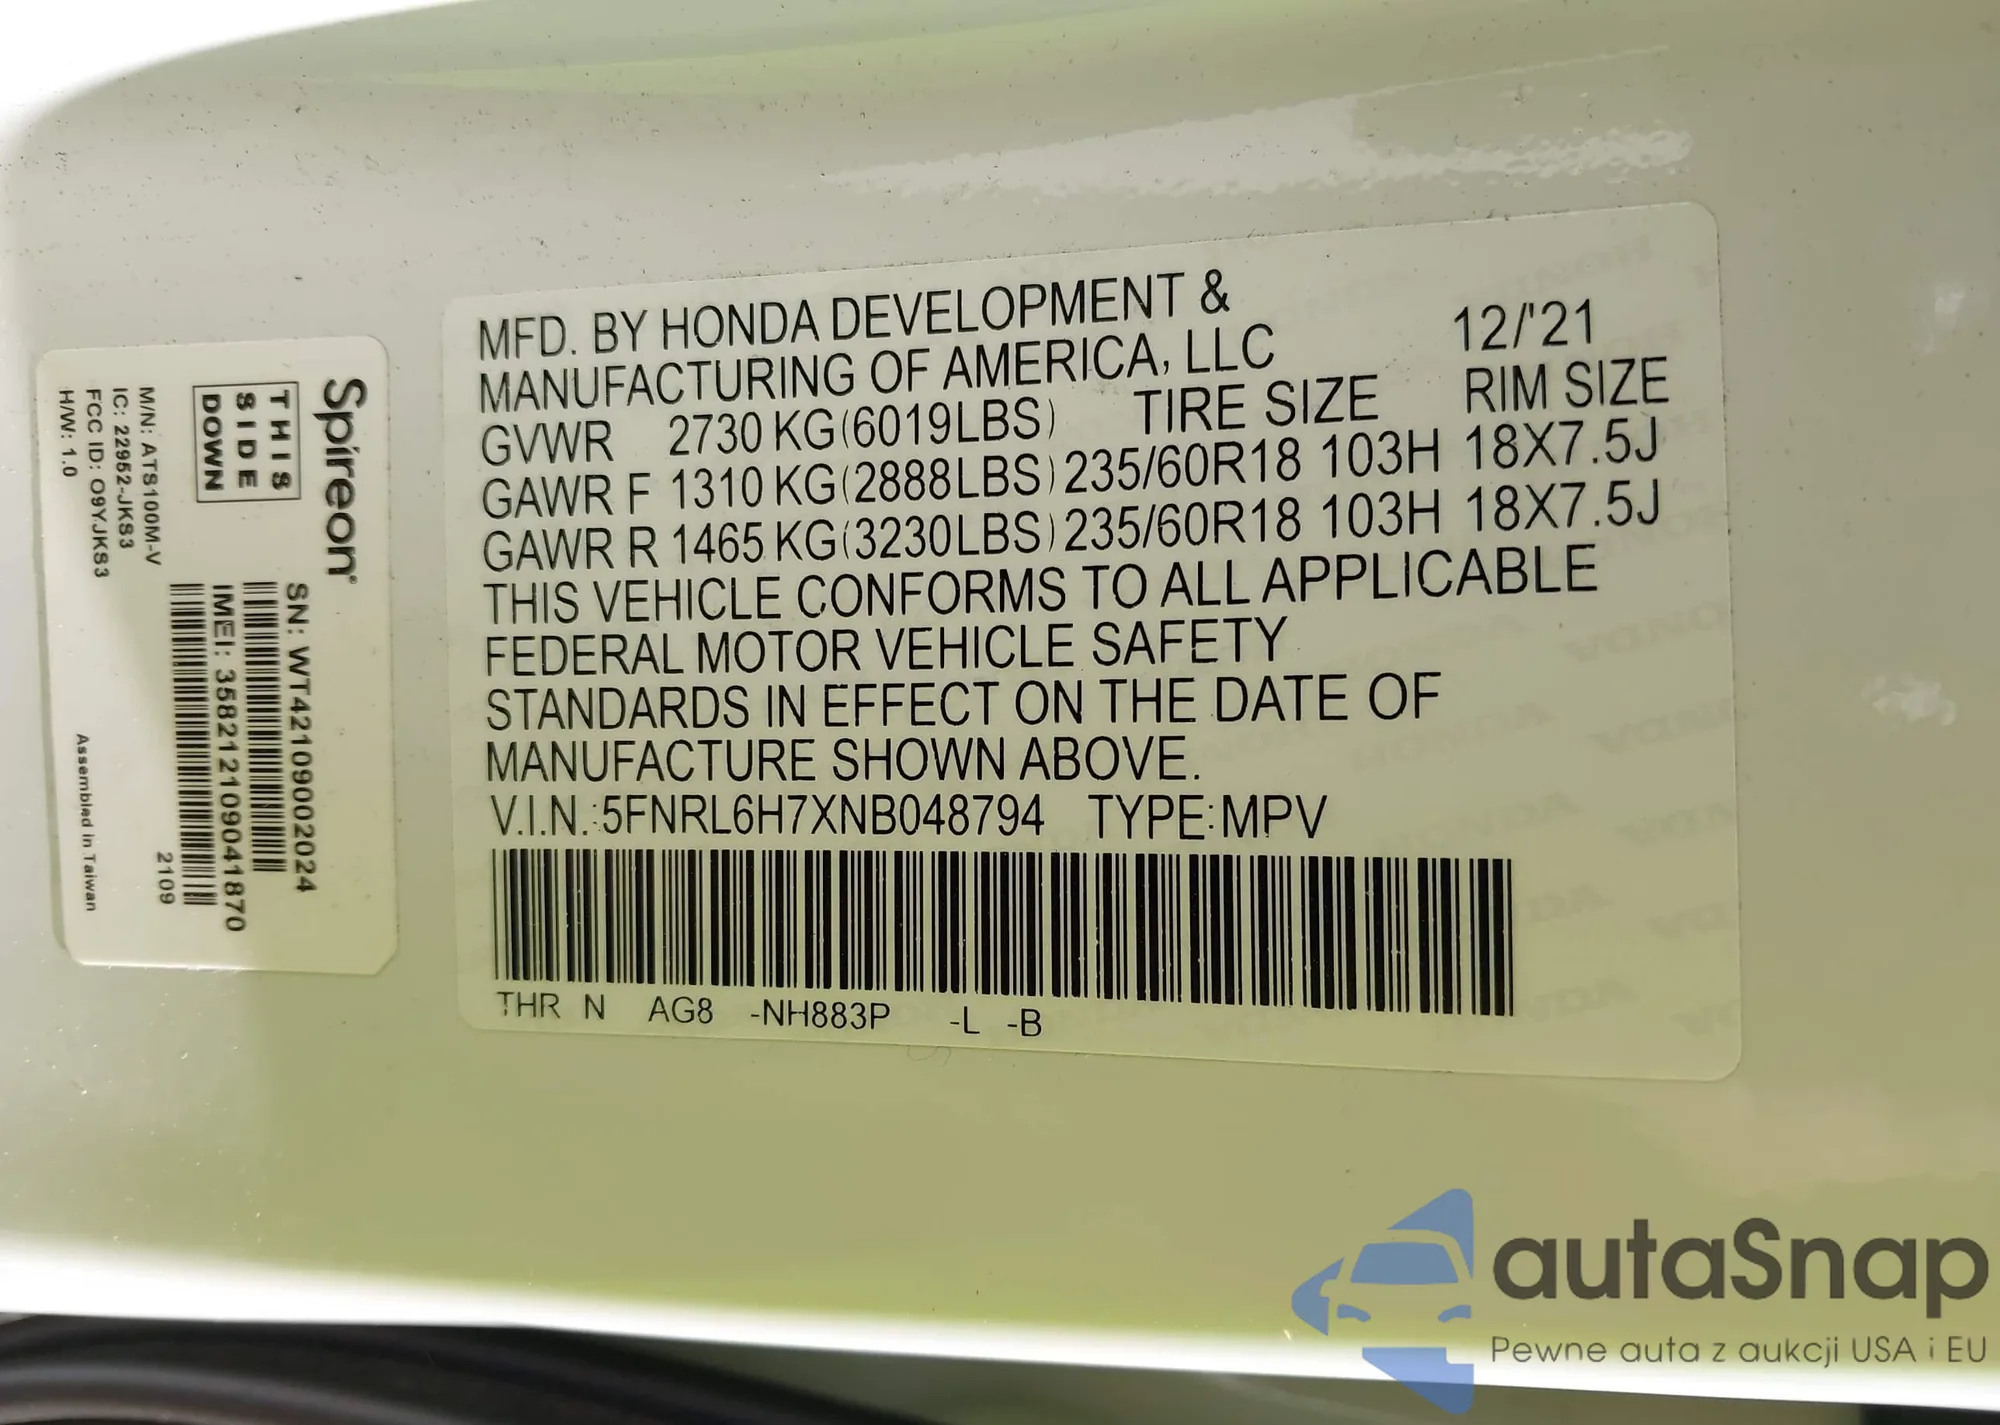 Spireon
THIS
SIDE
DOWN
M/N: ATS100M-V
IC: 22952-JKS3
FCC ID: O9YJKS3
H/W: 1.0
SN: WT421090002024
IMEI: 358212109041870
2109
Assembled in Taiwan
MFD. BY HONDA DEVELOPMENT &
MANUFACTURING OF AMERICA, LLC 12/'21
GVWR 2730 KG(6019LBS) TIRE SIZE RIM SIZE
GAWR F 1310 KG(2888LBS) 235/60R18 103H 18X7.5J
GAWR R 1465 KG(3230LBS) 235/60R18 103H 18X7.5J
THIS VEHICLE CONFORMS TO ALL APPLICABLE
FEDERAL MOTOR VEHICLE SAFETY
STANDARDS IN EFFECT ON THE DATE OF
MANUFACTURE SHOWN ABOVE.
V.I.N.:5FNRL6H7XNB048794 TYPE:MPV
THR N AG8 -NH883P -L -B
HONDA
autaSnap
Pewne auta z aukcji USA i EU